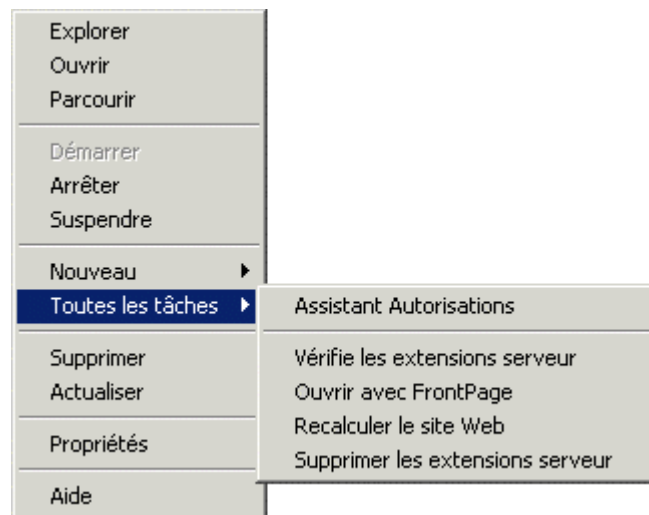 Explorer
Ouvrir
Parcourir
Démarrer
Arrêter
Suspendre
Nouveau
Toutes les tâches
Assistant Autorisations
Supprimer
Vérifie les extensions serveur
Actualiser
Ouvrir avec FrontPage
Recalculer le site Web
Propriétés
Supprimer les extensions serveur
Aide